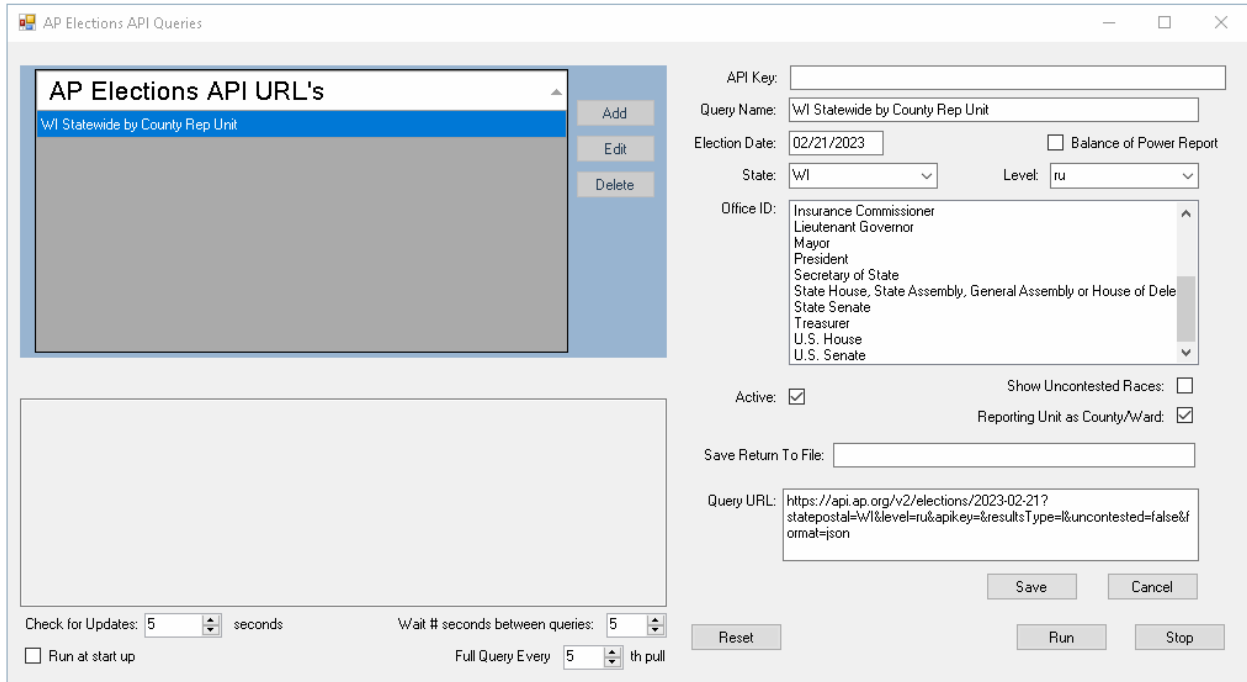 AP Elections API Queries
AP Elections API URL's
WI Statewide by County Rep Unit
Add
Edit
Delete
API Key:
Query Name: WI Statewide by County Rep Unit
Election Date: 02/21/2023 Balance of Power Report
State: WI Level: ru
Office ID: Insurance Commissioner
Lieutenant Governor
Mayor
President
Secretary of State
State House, State Assembly, General Assembly or House of Dele
State Senate
Treasurer
U.S. House
U.S. Senate
Active: Show Uncontested Races:
Reporting Unit as County/Ward:
Save Return To File:
Query URL: https://api.ap.org/v2/elections/2023-02-21?
statepostal=WI&level=ru&apikey=&resultsType=l&uncontested=false&f
ormat=json
Save Cancel
Check for Updates: 5 seconds Wait # seconds between queries: 5
Run at start up Full Query Every 5 th pull
Reset Run Stop